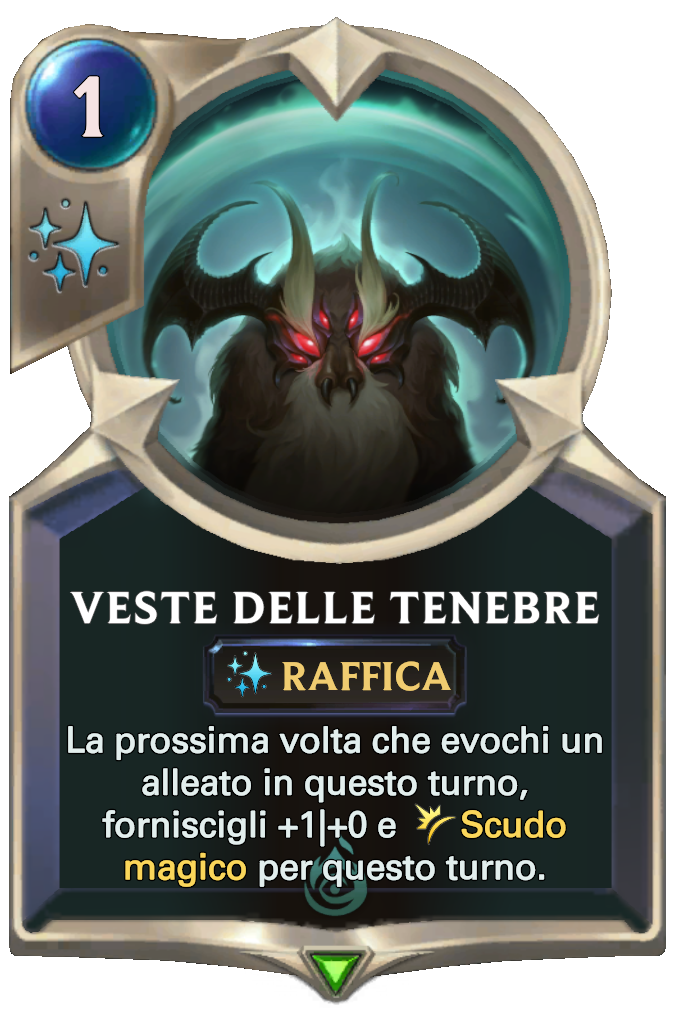 1
VESTE DELLE TENEBRE
RAFFICA
La prossima volta che evochi un
alleato in questo turno,
forniscigli +1|+0 e Scudo
magico per questo turno.